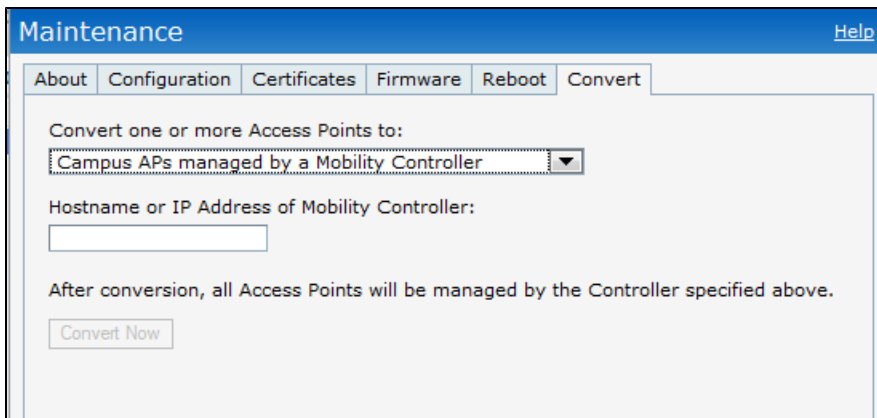 Maintenance Help
About Configuration Certificates Firmware Reboot Convert
Convert one or more Access Points to:
Campus APs managed by a Mobility Controller
Hostname or IP Address of Mobility Controller:
After conversion, all Access Points will be managed by the Controller specified above.
Convert Now